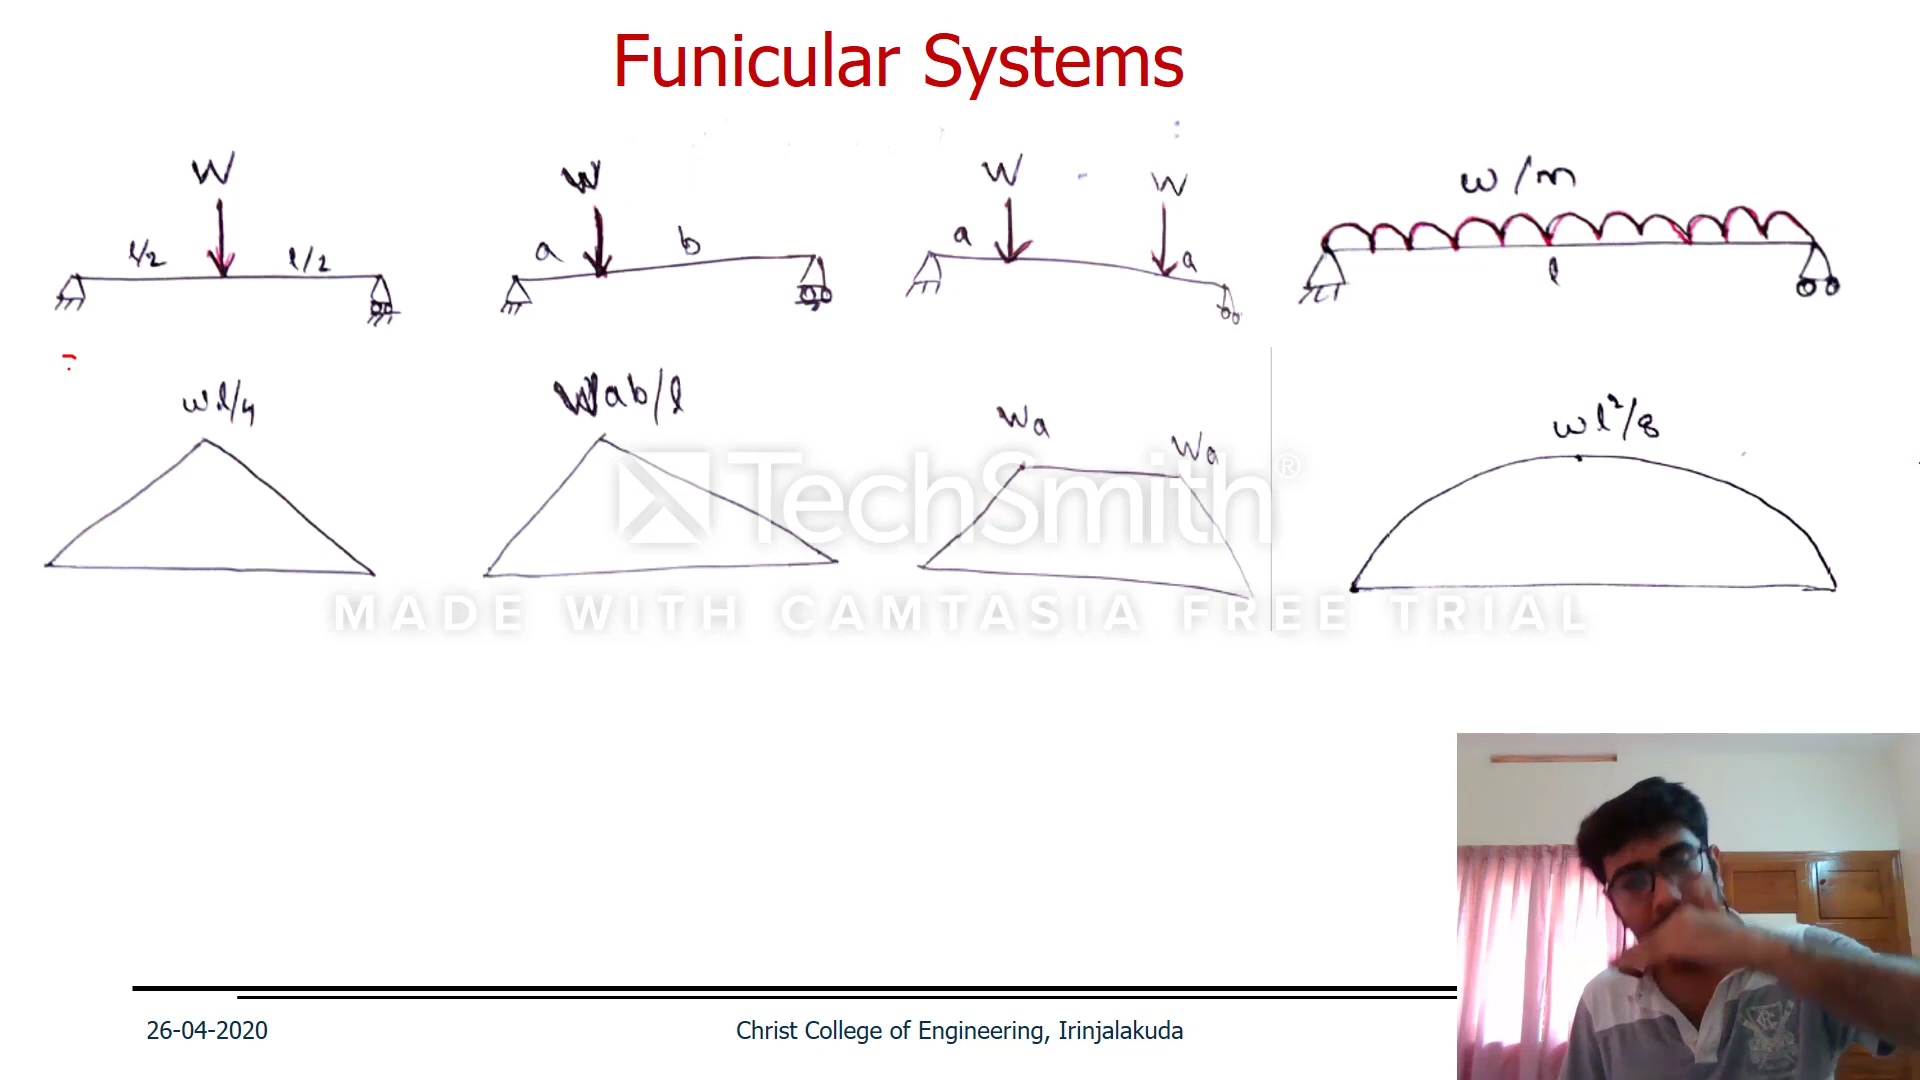 Funicular Systems
W
W
W
W
w/m
l/2
l/2
a
b
a
a
l
wl/4
Wab/l
Wa
Wa
wl²/8
TechSmith®
MADE WITH CAMTASIA FREE TRIAL
26-04-2020
Christ College of Engineering, Irinjalakuda